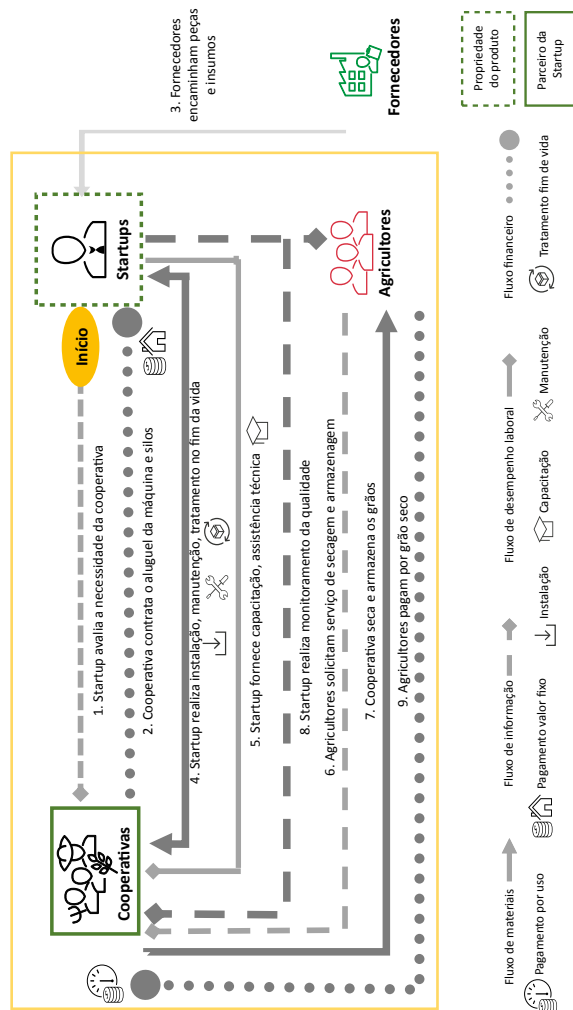 Cooperativas
Início
Startups
1. Startup avalia a necessidade da cooperativa
2. Cooperativa contrata o aluguel da máquina e silos
3. Fornecedores
encaminham peças
e insumos
4. Startup realiza instalação, manutenção, tratamento no fim da vida
5. Startup fornece capacitação, assistência técnica
8. Startup realiza monitoramento da qualidade
6. Agricultores solicitam serviço de secagem e armazenagem
7. Cooperativa seca e armazena os grãos
9. Agricultores pagam por grão seco
Agricultores
Fornecedores
Fluxo de materiais
Fluxo de informação
Fluxo de desempenho laboral
Fluxo financeiro
Pagamento por uso
Pagamento valor fixo
Instalação
Capacitação
Manutenção
Tratamento fim de vida
Propriedade
do produto
Parceiro da
Startup